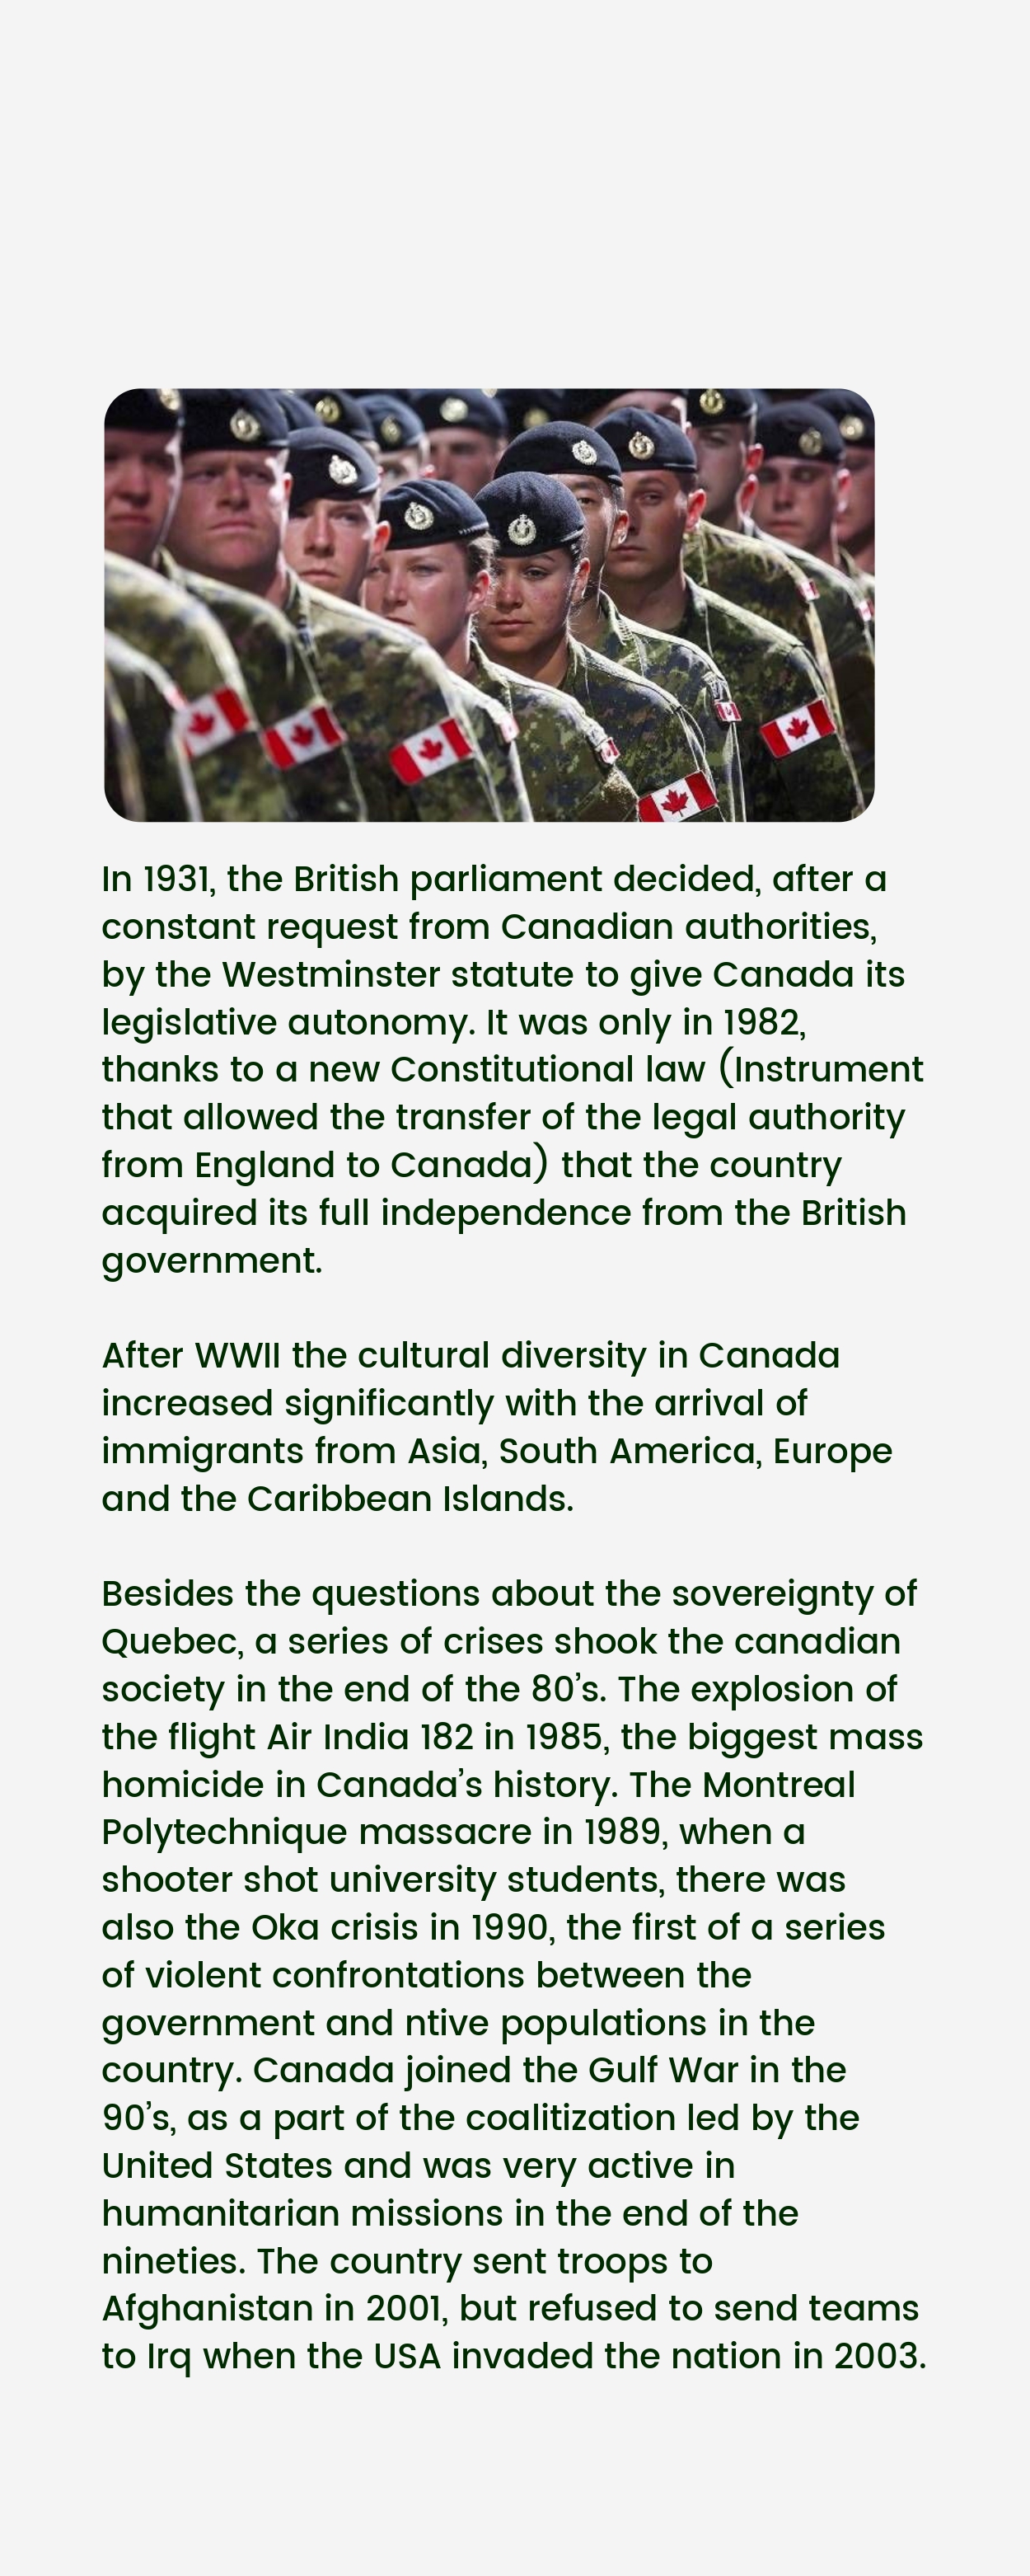 In 1931, the British parliament decided, after a
constant request from Canadian authorities,
by the Westminster statute to give Canada its
legislative autonomy. It was only in 1982,
thanks to a new Constitutional law (Instrument
that allowed the transfer of the legal authority
from England to Canada) that the country
acquired its full independence from the British
government.
After WWII the cultural diversity in Canada
increased significantly with the arrival of
immigrants from Asia, South America, Europe
and the Caribbean Islands.
Besides the questions about the sovereignty of
Quebec, a series of crises shook the canadian
society in the end of the 80’s. The explosion of
the flight Air India 182 in 1985, the biggest mass
homicide in Canada’s history. The Montreal
Polytechnique massacre in 1989, when a
shooter shot university students, there was
also the Oka crisis in 1990, the first of a series
of violent confrontations between the
government and ntive populations in the
country. Canada joined the Gulf War in the
90’s, as a part of the coalitization led by the
United States and was very active in
humanitarian missions in the end of the
nineties. The country sent troops to
Afghanistan in 2001, but refused to send teams
to Irq when the USA invaded the nation in 2003.